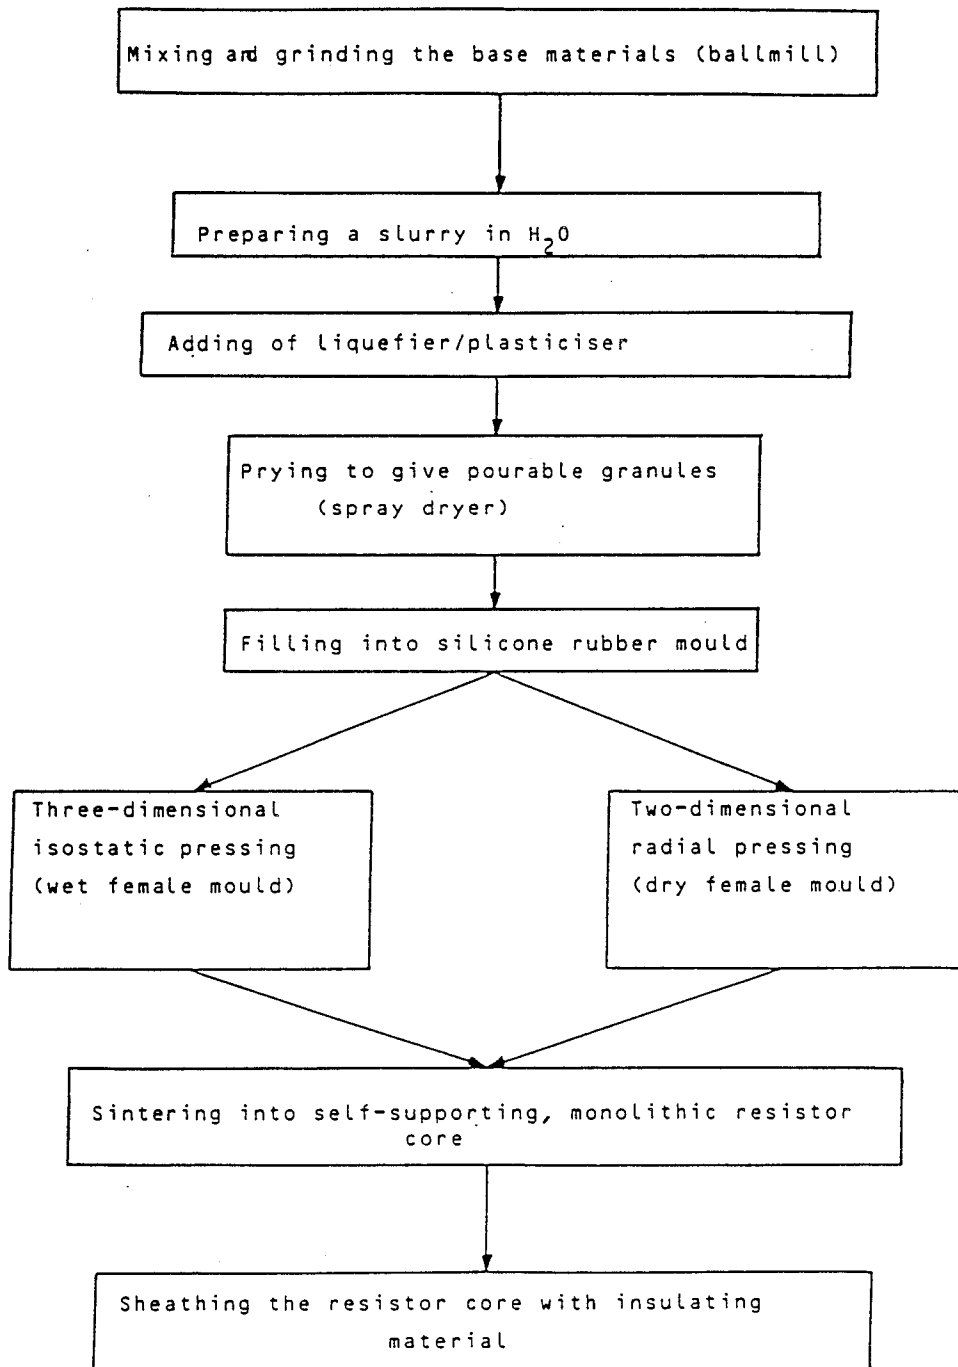 Mixing and grinding the base materials (ballmill)
Preparing a slurry in H₂O
Adding of liquefier/plasticiser
Prying to give pourable granules
(spray dryer)
Filling into silicone rubber mould
Three-dimensional
isostatic pressing
(wet female mould)
Two-dimensional
radial pressing
(dry female mould)
Sintering into self-supporting, monolithic resistor
core
Sheathing the resistor core with insulating
material